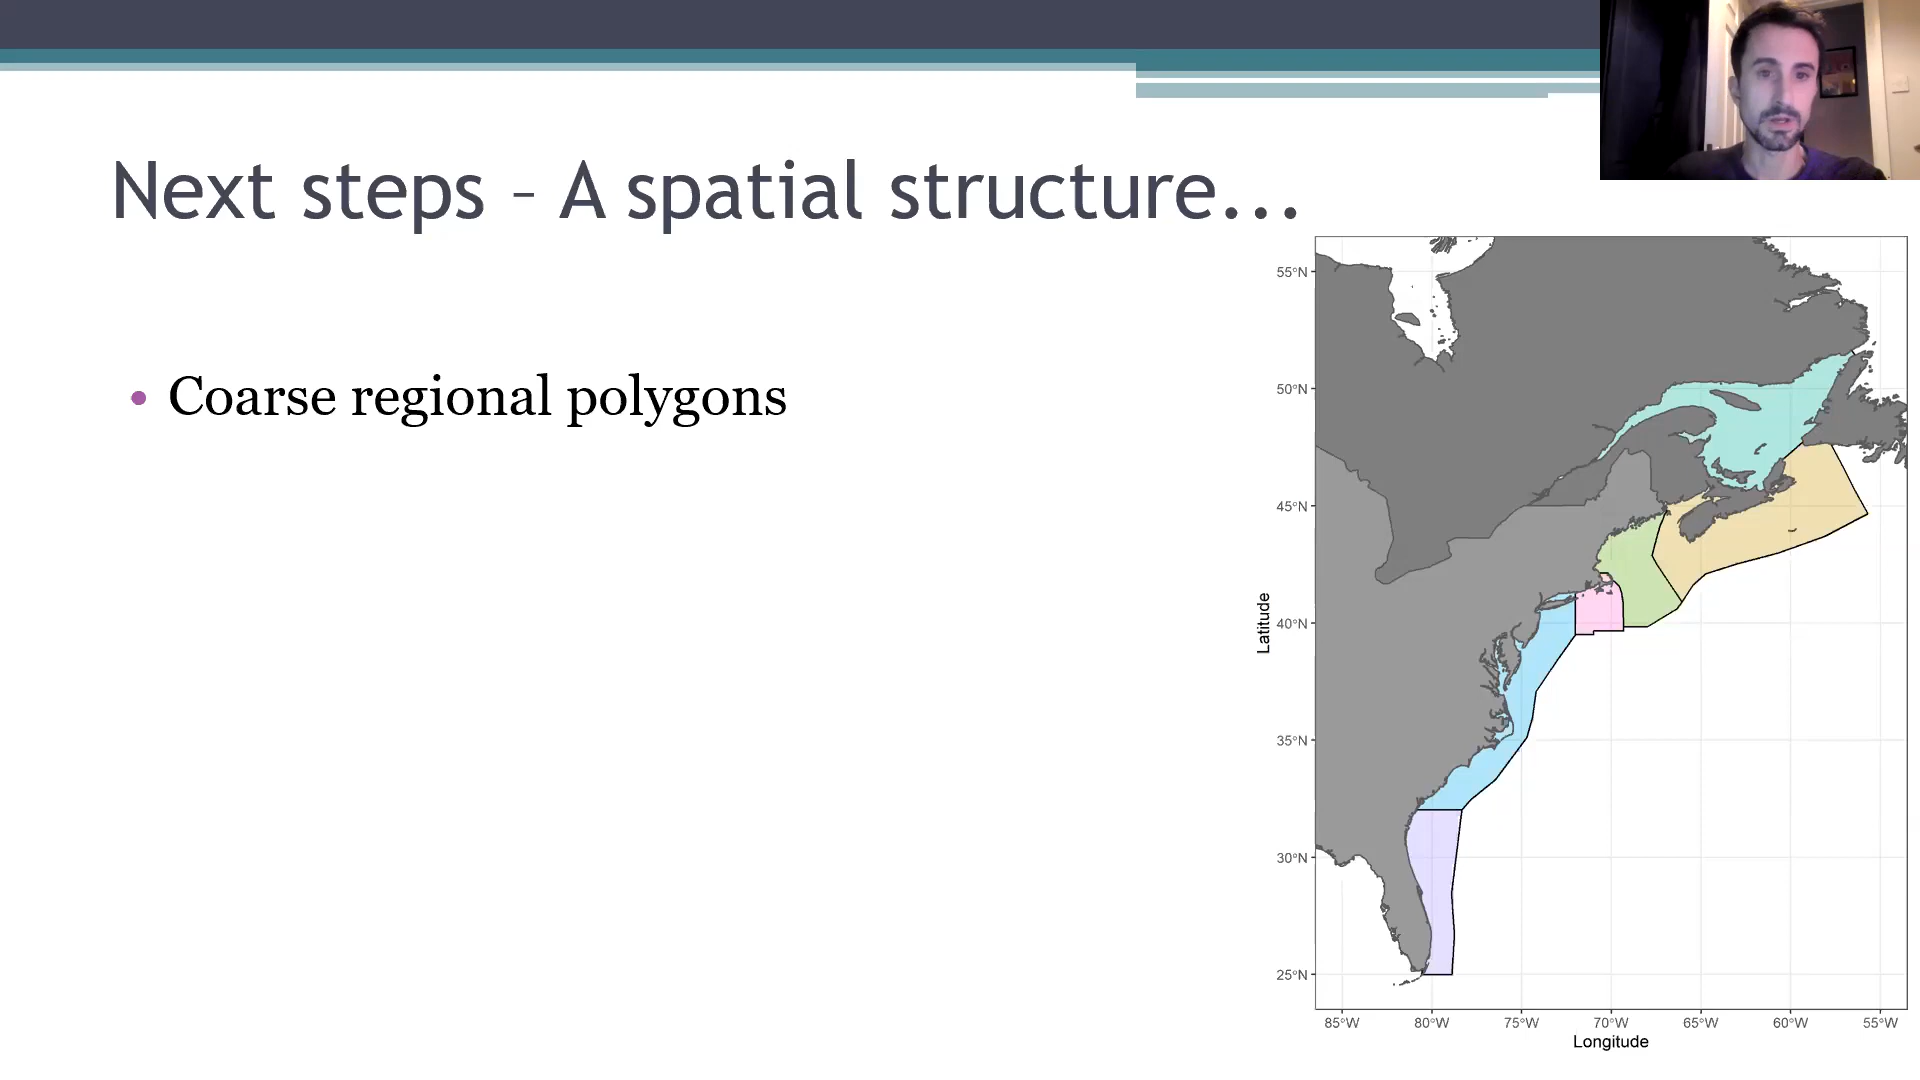 Next steps – A spatial structure...
• Coarse regional polygons
55°N
50°N
45°N
40°N
35°N
30°N
25°N
Latitude
85°W 80°W 75°W 70°W 65°W 60°W 55°W
Longitude